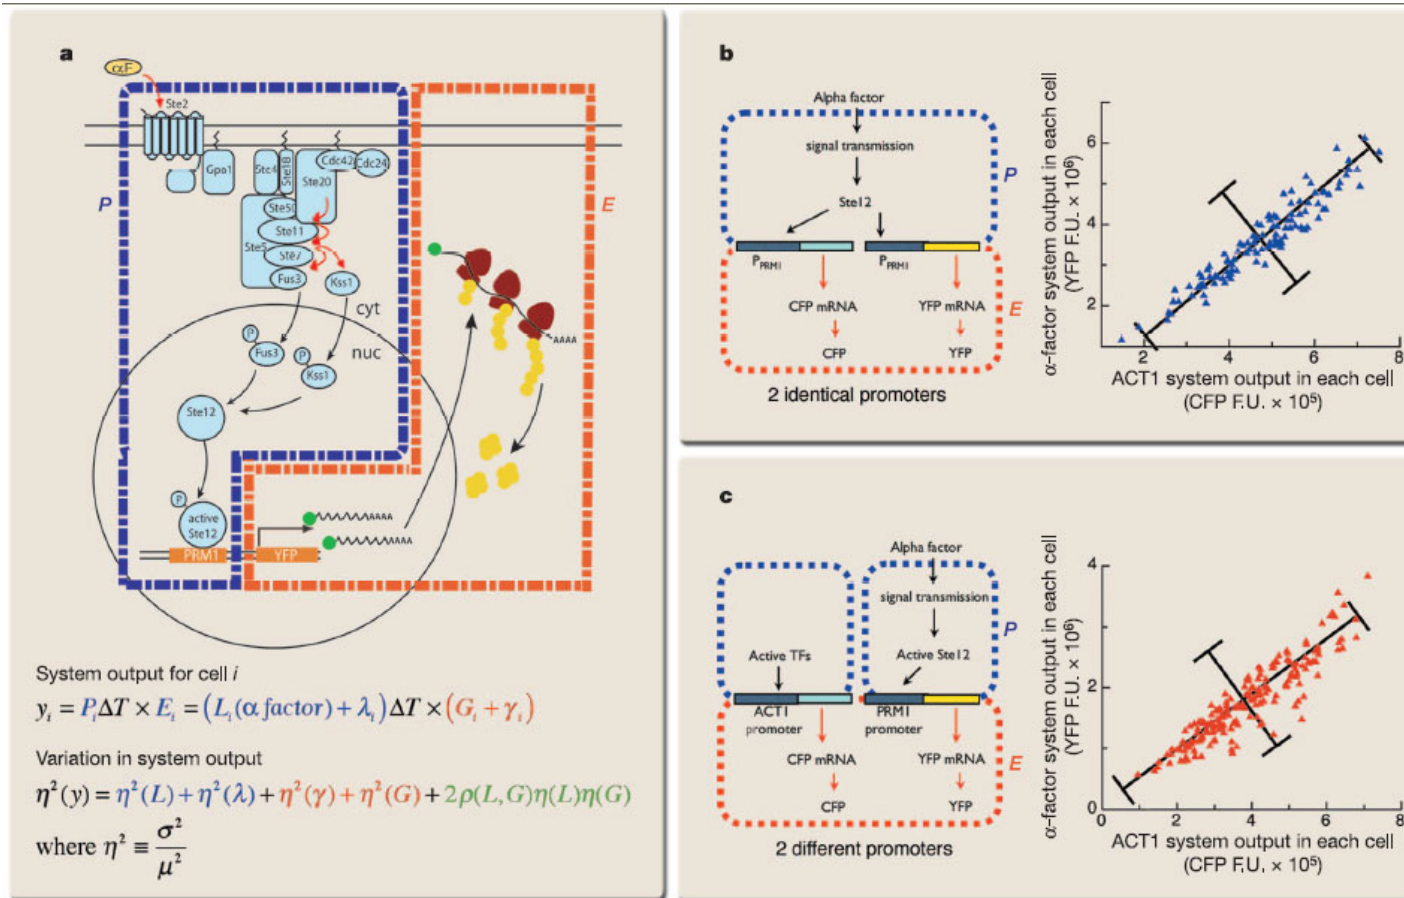 a
αF
Ste2
Gpa1
Ste4
Ste18
Ste20
Cdc42
Cdc24
P
E
Ste50
Ste11
Ste5
Ste7
Fus3
Kss1
cyt
nuc
P
Fus3
P
Kss1
Ste12
P
active
Ste12
PRM1
YFP
AAAA
AAAA
AAAA
System output for cell i
yᵢ = PᵢΔT × Eᵢ = (Lᵢ(α factor) + λᵢ)ΔT × (Gᵢ + γᵢ)
Variation in system output
η²(y) = η²(L) + η²(λ) + η²(γ) + η²(G) + 2ρ(L,G)η(L)η(G)
where η² ≡ σ²/μ²
b
Alpha factor
signal transmission
P
Ste12
P PRM1
P PRM1
CFP mRNA
YFP mRNA
E
CFP
YFP
2 identical promoters
α-factor system output in each cell
(YFP F.U. × 10⁶)
6
4
2
2
4
6
8
ACT1 system output in each cell
(CFP F.U. × 10⁵)
c
Alpha factor
signal transmission
P
Active TFs
Active Ste12
ACT1
promoter
PRM1
promoter
CFP mRNA
YFP mRNA
E
CFP
YFP
2 different promoters
α-factor system output in each cell
(YFP F.U. × 10⁶)
4
2
0
0
2
4
6
8
ACT1 system output in each cell
(CFP F.U. × 10⁵)